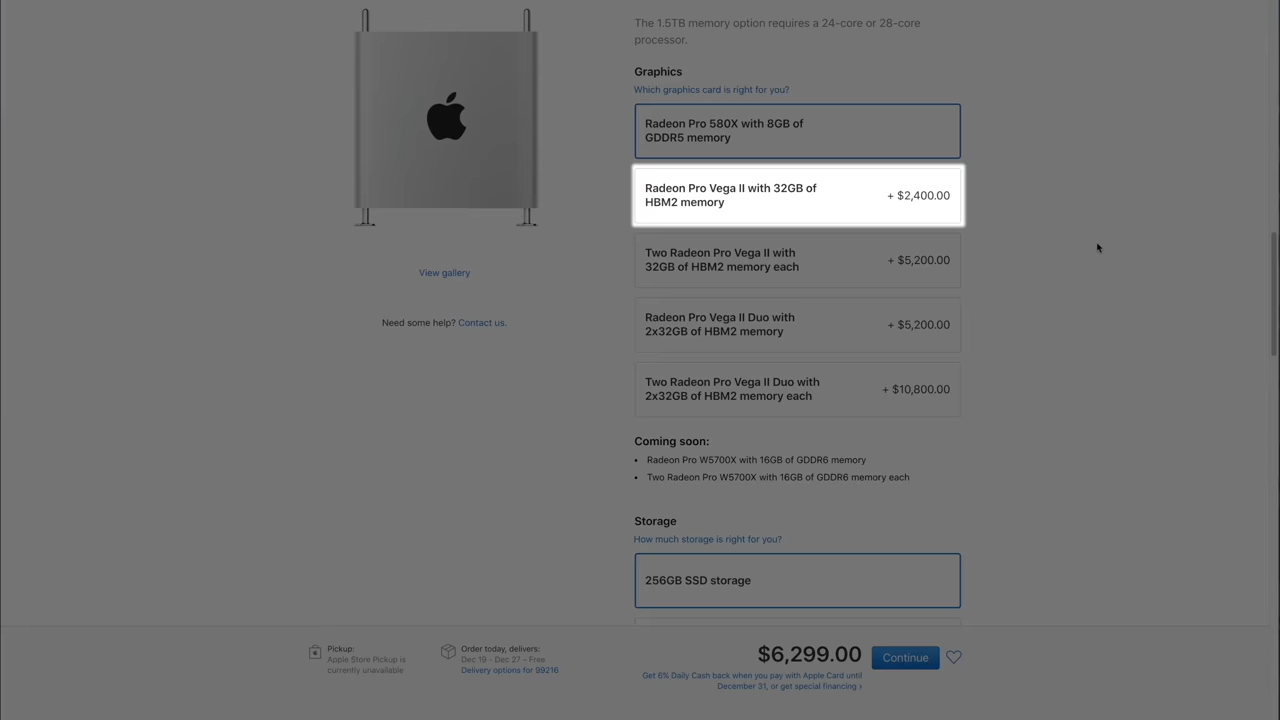 The 1.5TB memory option requires a 24-core or 28-core
processor.
Graphics
Which graphics card is right for you?
Radeon Pro 580X with 8GB of
GDDR5 memory
Radeon Pro Vega II with 32GB of
HBM2 memory
+ $2,400.00
Two Radeon Pro Vega II with
32GB of HBM2 memory each
+ $5,200.00
Radeon Pro Vega II Duo with
2x32GB of HBM2 memory
+ $5,200.00
Two Radeon Pro Vega II Duo with
2x32GB of HBM2 memory each
+ $10,800.00
View gallery
Need some help? Contact us.
Coming soon:
• Radeon Pro W5700X with 16GB of GDDR6 memory
• Two Radeon Pro W5700X with 16GB of GDDR6 memory each
Storage
How much storage is right for you?
256GB SSD storage
Pickup:
Apple Store Pickup is
currently unavailable
Order today, delivers:
Dec 19 - Dec 27 – Free
Delivery options for 99216
$6,299.00
Continue
Get 6% Daily Cash back when you pay with Apple Card until
December 31, or get special financing ›